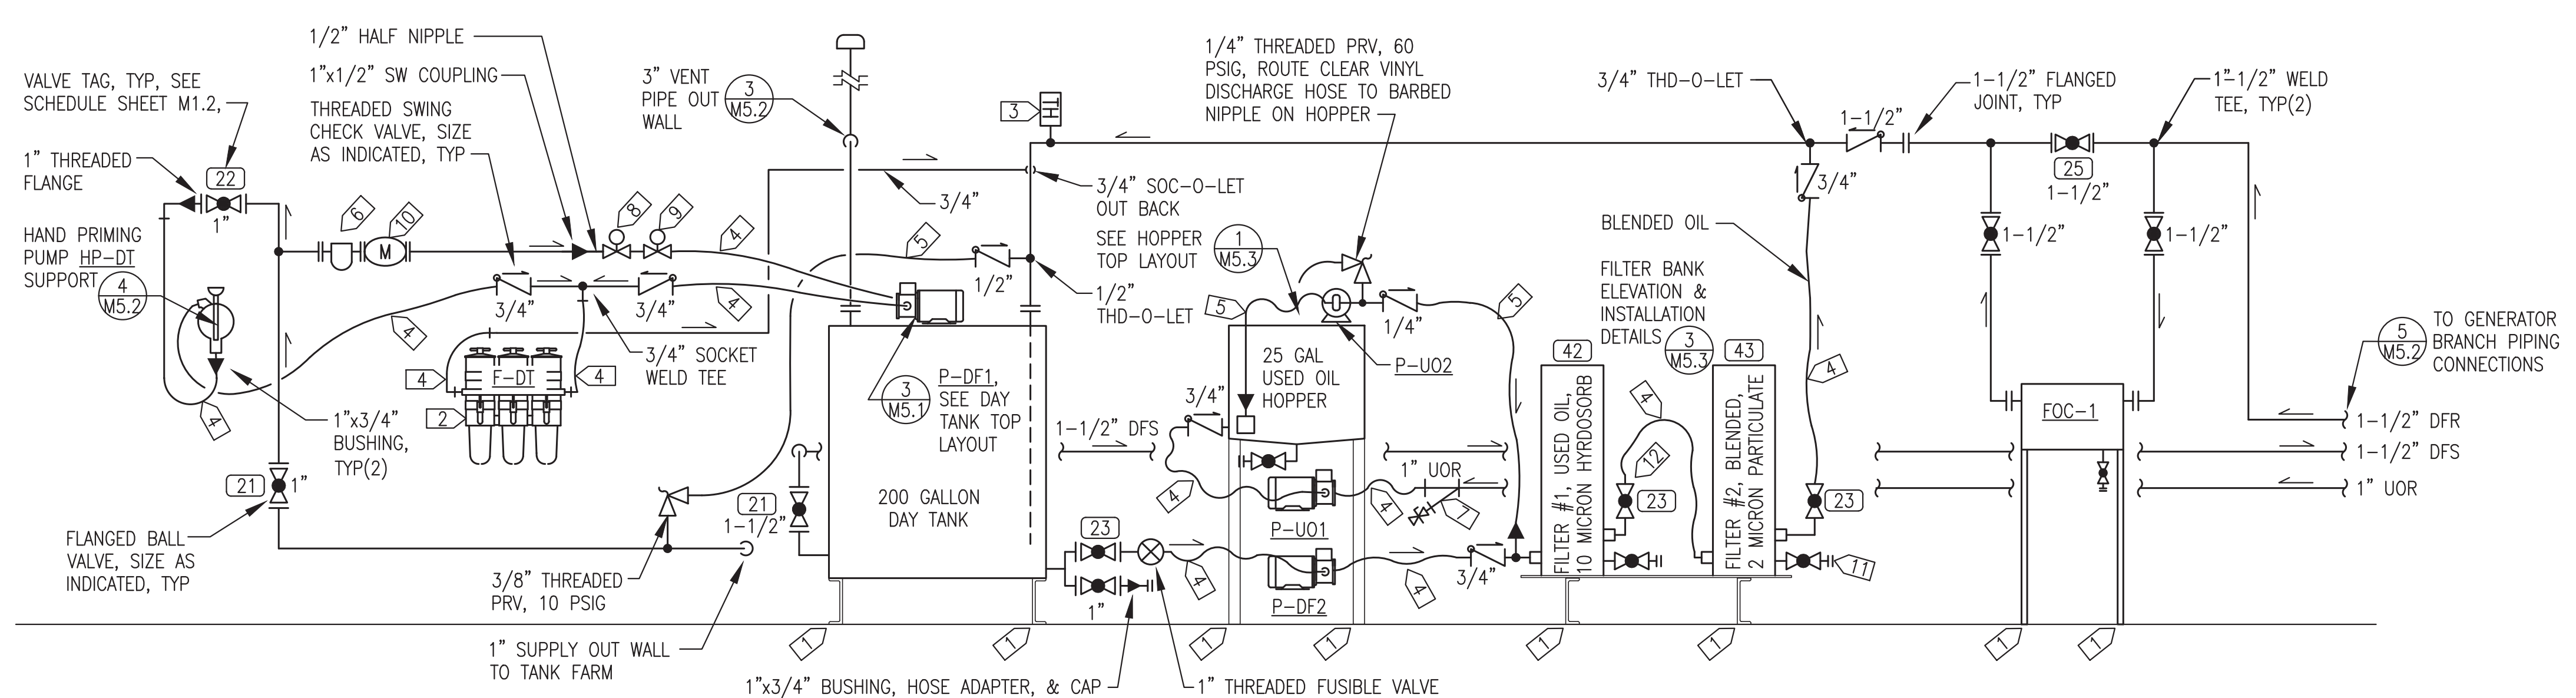 1/2" HALF NIPPLE
1"x1/2" SW COUPLING
THREADED SWING
CHECK VALVE, SIZE
AS INDICATED, TYP
VALVE TAG, TYP, SEE
SCHEDULE SHEET M1.2,
1" THREADED
FLANGE
22
1"
HAND PRIMING
PUMP HP-DT
SUPPORT
4
M5.2
6
10
M
8
9
4
3/4"
3/4"
4
4
4
1"x3/4"
BUSHING,
TYP(2)
4
F-DT
4
2
3/4" SOCKET
WELD TEE
21
1"
FLANGED BALL
VALVE, SIZE AS
INDICATED, TYP
3/8" THREADED
PRV, 10 PSIG
1" SUPPLY OUT WALL
TO TANK FARM
3" VENT
PIPE OUT
WALL
3
M5.2
3
HT
3/4"
3/4" SOC-O-LET
OUT BACK
5
1/2"
1/2"
THD-O-LET
3
M5.1
P-DF1,
SEE DAY
TANK TOP
LAYOUT
200 GALLON
DAY TANK
21
1-1/2"
1-1/2" DFS
23
1"
1"x3/4" BUSHING, HOSE ADAPTER, & CAP
1" THREADED FUSIBLE VALVE
1/4" THREADED PRV, 60
PSIG, ROUTE CLEAR VINYL
DISCHARGE HOSE TO BARBED
NIPPLE ON HOPPER
SEE HOPPER
TOP LAYOUT
1
M5.3
5
1/4"
5
P-UO2
25 GAL
USED OIL
HOPPER
3/4"
4
P-UO1
4
1" UOR
7
4
P-DF2
4
3/4"
42
FILTER #1, USED OIL,
10 MICRON HYRDOSORB
4
12
23
43
FILTER #2, BLENDED,
2 MICRON PARTICULATE
23
11
4
FILTER BANK
ELEVATION &
INSTALLATION
DETAILS
3
M5.3
BLENDED OIL
3/4" THD-O-LET
3/4"
1-1/2"
1-1/2" FLANGED
JOINT, TYP
1"-1/2" WELD
TEE, TYP(2)
25
1-1/2"
1-1/2"
1-1/2"
FOC-1
5
M5.2
TO GENERATOR
BRANCH PIPING
CONNECTIONS
1-1/2" DFR
1-1/2" DFS
1" UOR
1
1
1
1
1
1
1
1